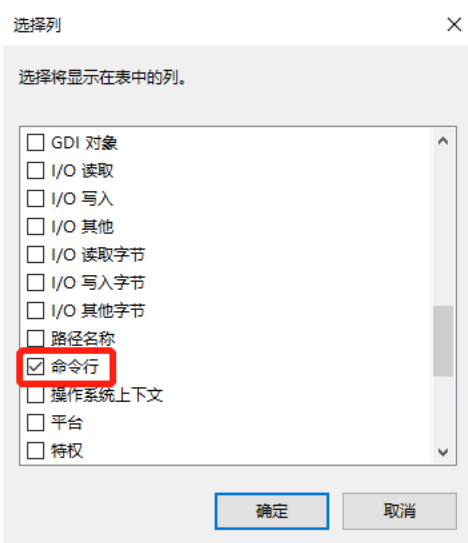 选择列
选择将显示在表中的列。
GDI 对象
I/O 读取
I/O 写入
I/O 其他
I/O 读取字节
I/O 写入字节
I/O 其他字节
路径名称
命令行
操作系统上下文
平台
特权
确定
取消